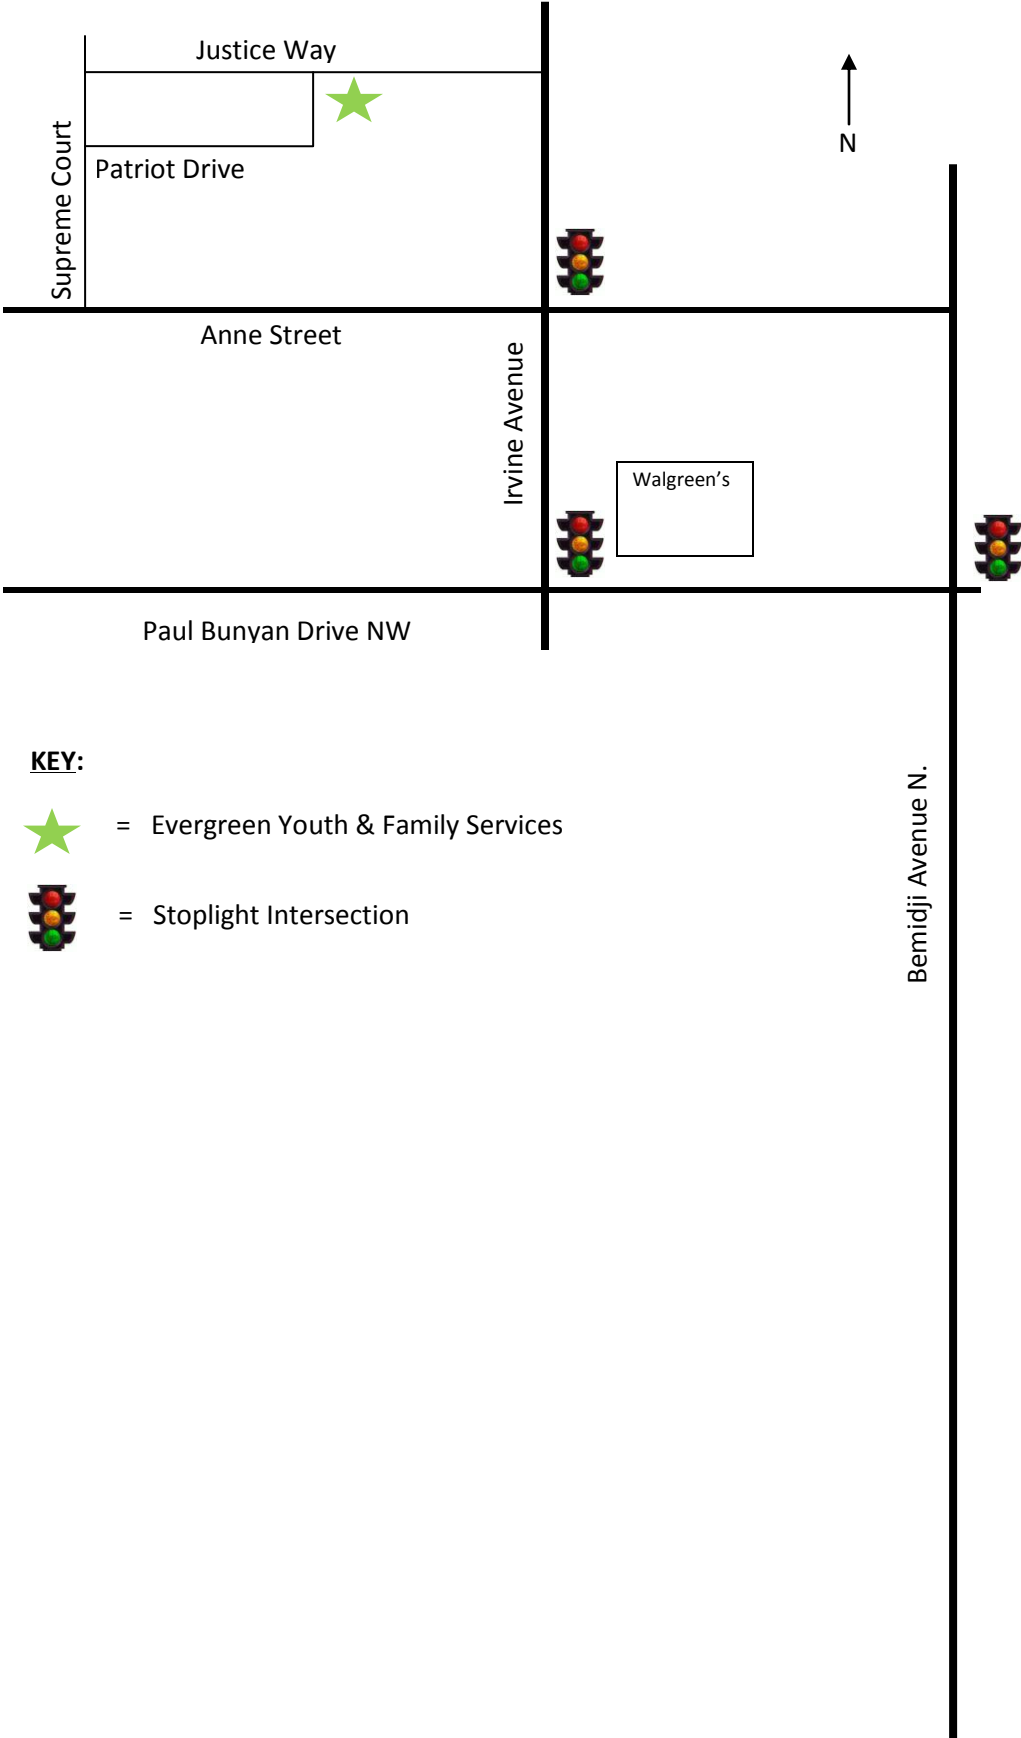 Justice Way
N
Supreme Court
Patriot Drive
Anne Street
Irvine Avenue
Walgreen's
Paul Bunyan Drive NW
KEY:
= Evergreen Youth & Family Services
= Stoplight Intersection
Bemidji Avenue N.